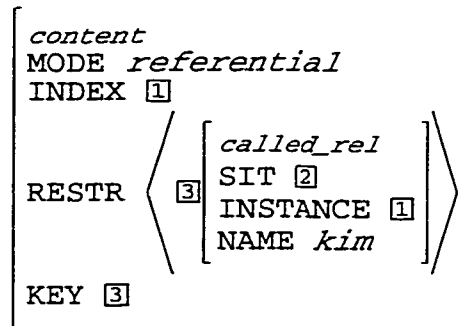 content
MODE referential
INDEX 1
called_rel
SIT 2
RESTR 3
INSTANCE 1
NAME kim
KEY 3